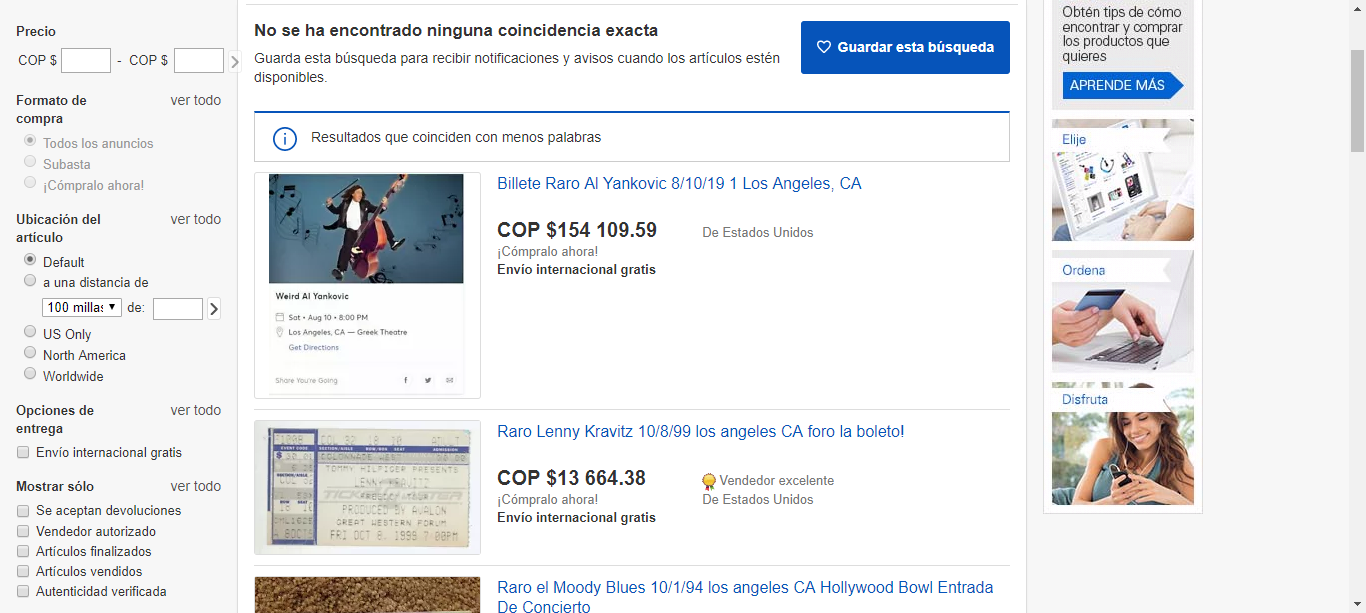 Precio
COP $ - COP $
Formato de compra
ver todo
Todos los anuncios
Subasta
¡Cómpralo ahora!
Ubicación del artículo
ver todo
Default
a una distancia de
100 millas de:
US Only
North America
Worldwide
Opciones de entrega
ver todo
Envío internacional gratis
Mostrar sólo
ver todo
Se aceptan devoluciones
Vendedor autorizado
Artículos finalizados
Artículos vendidos
Autenticidad verificada
No se ha encontrado ninguna coincidencia exacta
Guarda esta búsqueda para recibir notificaciones y avisos cuando los artículos estén
disponibles.
Guardar esta búsqueda
Resultados que coinciden con menos palabras
Weird Al Yankovic
Sat • Aug 10 • 8:00 PM
Los Angeles, CA — Greek Theatre
Get Directions
Share You're Going
Billete Raro Al Yankovic 8/10/19 1 Los Angeles, CA
COP $154 109.59
De Estados Unidos
¡Cómpralo ahora!
Envío internacional gratis
TOMMY HILFIGER PRESENTS
LENNY KRAVITZ
PRODUCED BY AVALON
GREAT WESTERN FORUM
FRI OCT 8, 1999 7:00PM
Raro Lenny Kravitz 10/8/99 los angeles CA foro la boleto!
COP $13 664.38
Vendedor excelente
¡Cómpralo ahora!
De Estados Unidos
Envío internacional gratis
Raro el Moody Blues 10/1/94 los angeles CA Hollywood Bowl Entrada
De Concierto
Obtén tips de cómo
encontrar y comprar
los productos que
quieres
APRENDE MÁS
Elije
Ordena
Disfruta